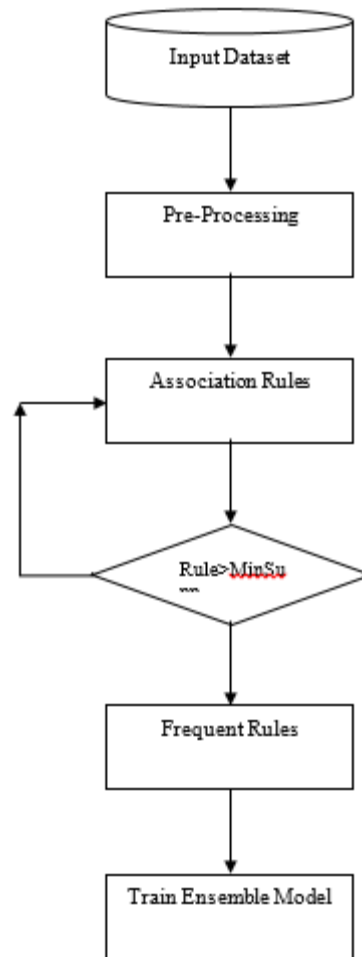 Input Dataset
Pre-Processing
Association Rules
Rule>MinSu
Frequent Rules
Train Ensemble Model